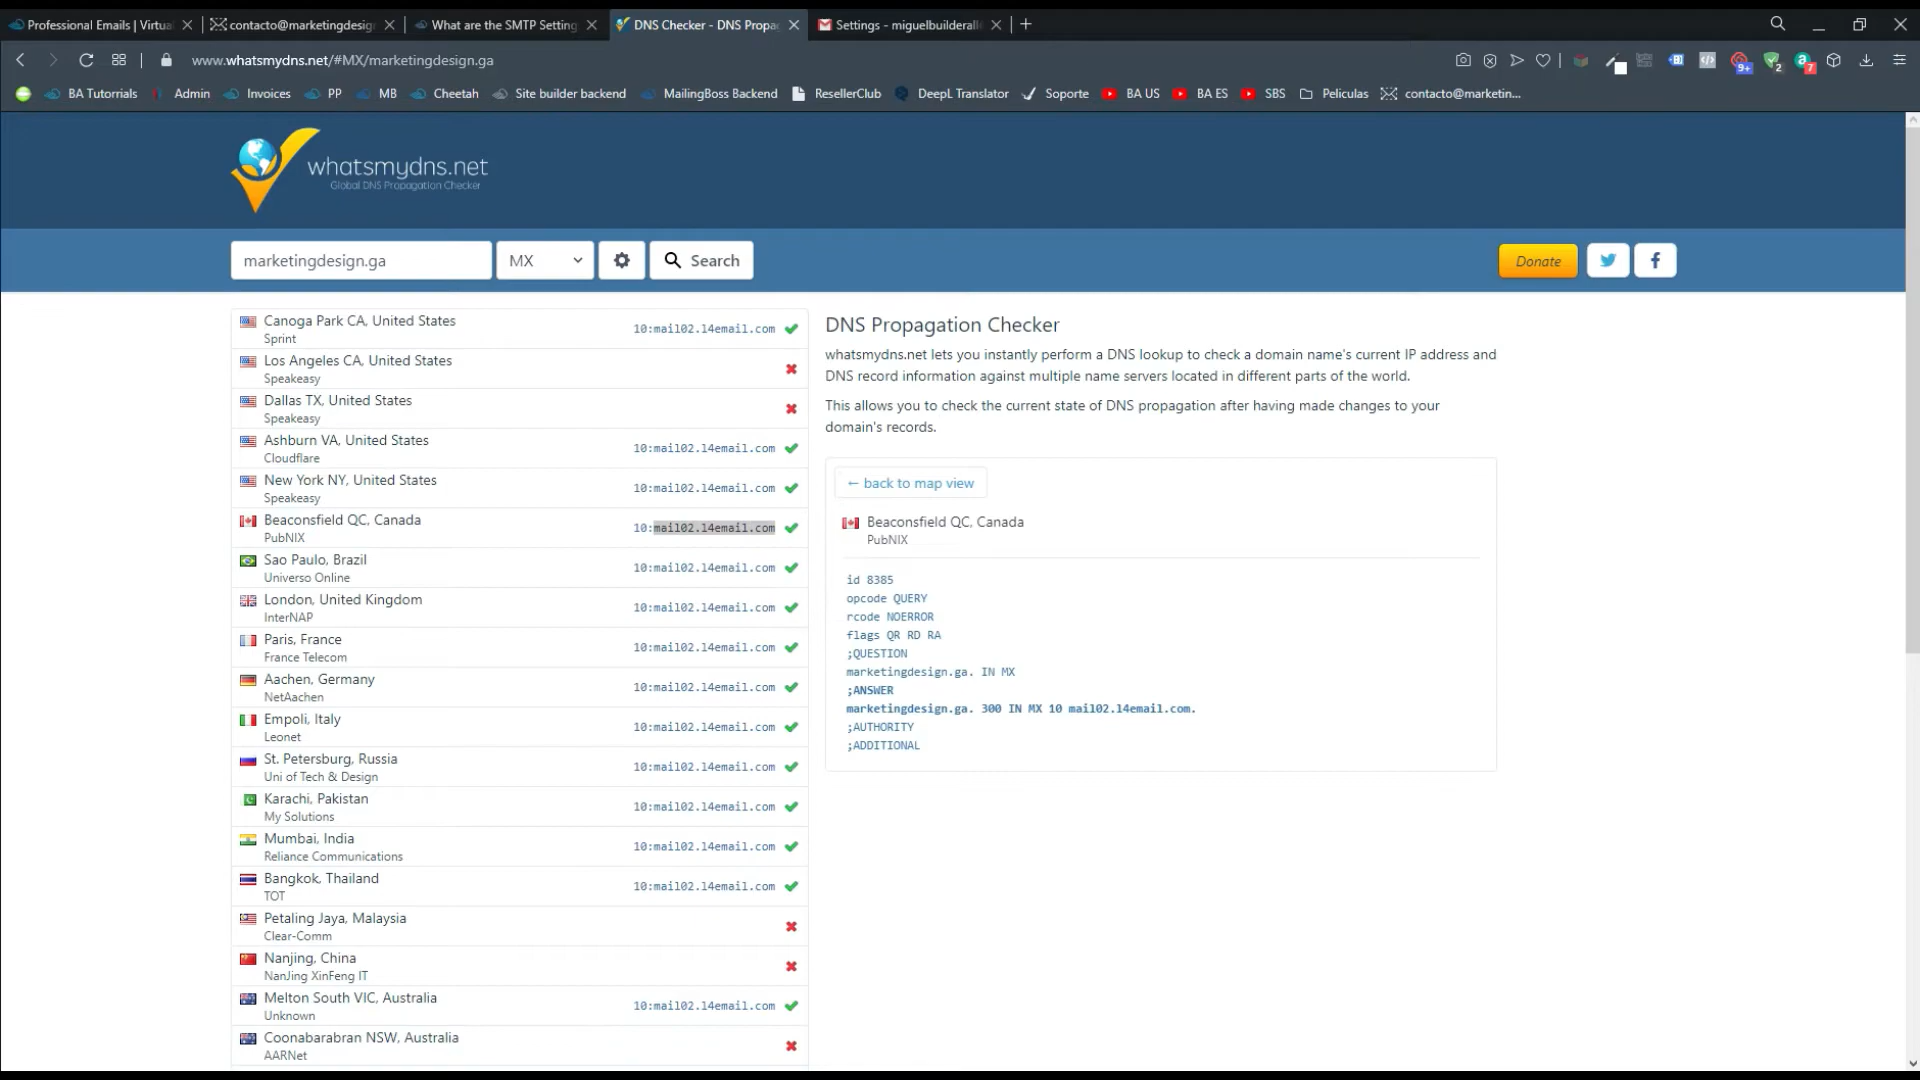 Professional Emails | Virtua
contacto@marketingdesig
What are the SMTP Setting
DNS Checker - DNS Propa
Settings - miguelbuilderall
www.whatsmydns.net/#MX/marketingdesign.ga
9+
2
7
BA Tutorrials
Admin
Invoices
PP
MB
Cheetah
Site builder backend
MailingBoss Backend
ResellerClub
DeepL Translator
Soporte
BA US
BA ES
SBS
Peliculas
contacto@marketin...
whatsmydns.net
Global DNS Propagation Checker
marketingdesign.ga
MX
Search
Donate
Canoga Park CA, United States
Sprint
10:mail02.14email.com
Los Angeles CA, United States
Speakeasy
Dallas TX, United States
Speakeasy
Ashburn VA, United States
Cloudflare
10:mail02.14email.com
New York NY, United States
Speakeasy
10:mail02.14email.com
Beaconsfield QC, Canada
PubNIX
10:mail02.14email.com
Sao Paulo, Brazil
Universo Online
10:mail02.14email.com
London, United Kingdom
InterNAP
10:mail02.14email.com
Paris, France
France Telecom
10:mail02.14email.com
Aachen, Germany
NetAachen
10:mail02.14email.com
Empoli, Italy
Leonet
10:mail02.14email.com
St. Petersburg, Russia
Uni of Tech & Design
10:mail02.14email.com
Karachi, Pakistan
My Solutions
10:mail02.14email.com
Mumbai, India
Reliance Communications
10:mail02.14email.com
Bangkok, Thailand
TOT
10:mail02.14email.com
Petaling Jaya, Malaysia
Clear-Comm
Nanjing, China
NanJing XinFeng IT
Melton South VIC, Australia
Unknown
10:mail02.14email.com
Coonabarabran NSW, Australia
AARNet
DNS Propagation Checker
whatsmydns.net lets you instantly perform a DNS lookup to check a domain name's current IP address and
DNS record information against multiple name servers located in different parts of the world.
This allows you to check the current state of DNS propagation after having made changes to your
domain's records.
← back to map view
Beaconsfield QC, Canada
PubNIX
id 8385
opcode QUERY
rcode NOERROR
flags QR RD RA
;QUESTION
marketingdesign.ga. IN MX
;ANSWER
marketingdesign.ga. 300 IN MX 10 mail02.14email.com.
;AUTHORITY
;ADDITIONAL